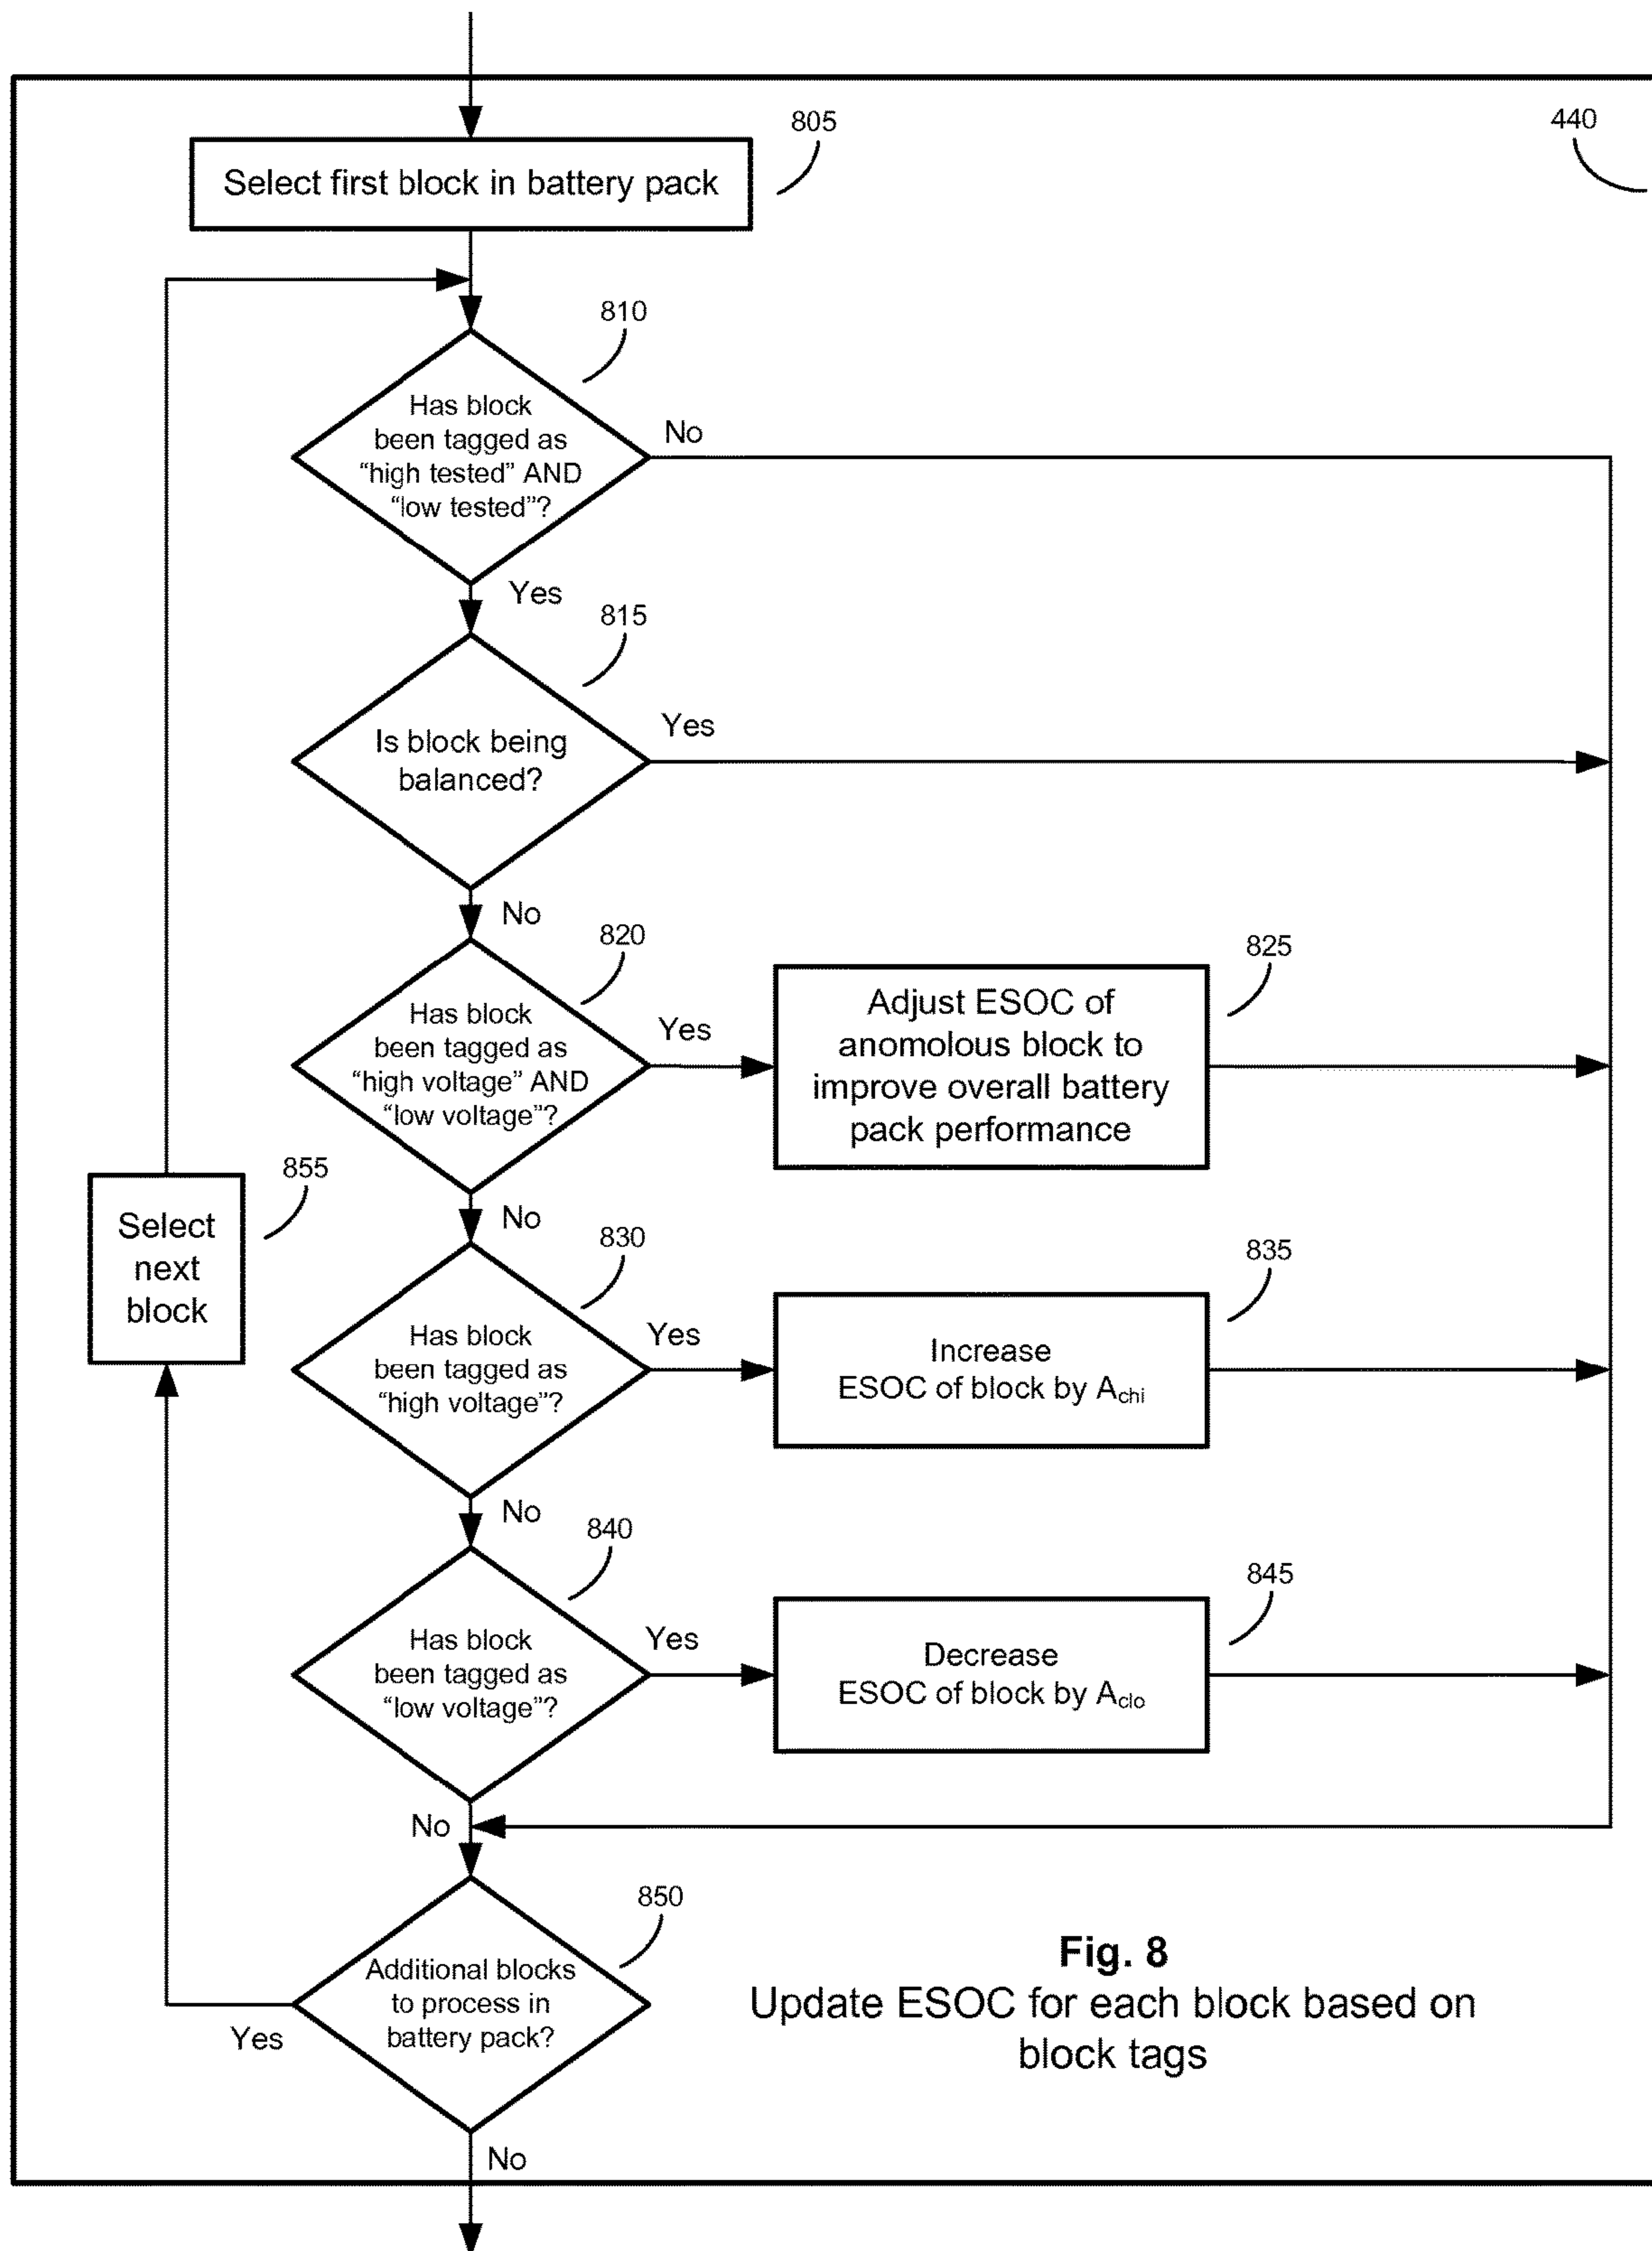 805
440
Select first block in battery pack
810
Has block
been tagged as
“high tested” AND
“low tested”?
No
Yes
815
Is block being
balanced?
Yes
No
820
Has block
been tagged as
“high voltage” AND
“low voltage”?
Yes
825
Adjust ESOC of
anomolous block to
improve overall battery
pack performance
855
Select
next
block
No
830
Has block
been tagged as
“high voltage”?
Yes
835
Increase
ESOC of block by Achi
No
840
Has block
been tagged as
“low voltage”?
Yes
845
Decrease
ESOC of block by Aclo
No
850
Additional blocks
to process in
battery pack?
Yes
No
Fig. 8
Update ESOC for each block based on
block tags